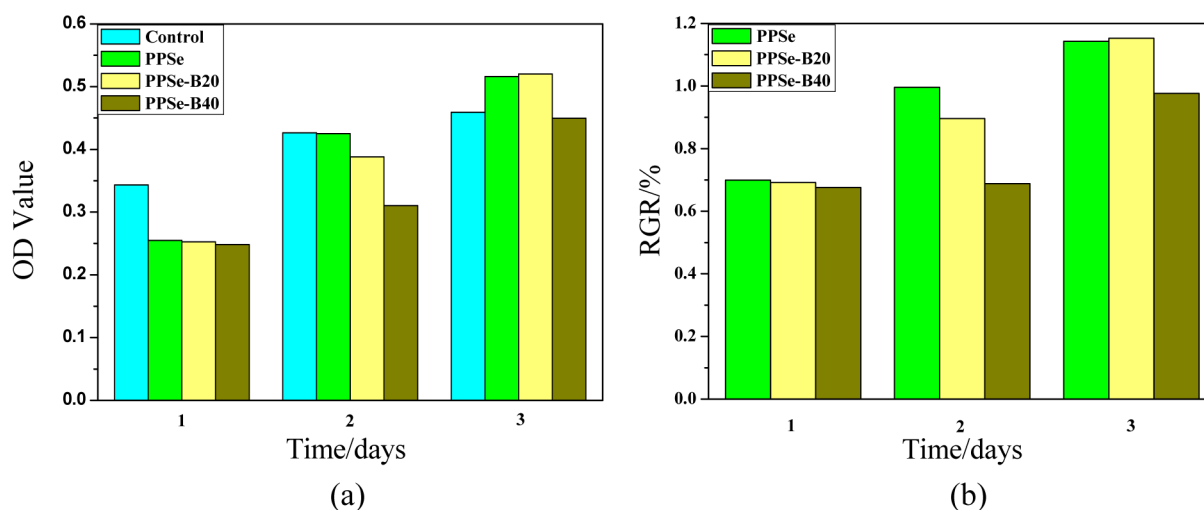 0.6
0.5
0.4
0.3
0.2
0.1
0.0
OD Value
Control
PPSe
PPSe-B20
PPSe-B40
1
2
3
Time/days
(a)
1.2
1.0
0.8
0.6
0.4
0.2
0.0
RGR/%
PPSe
PPSe-B20
PPSe-B40
1
2
3
Time/days
(b)